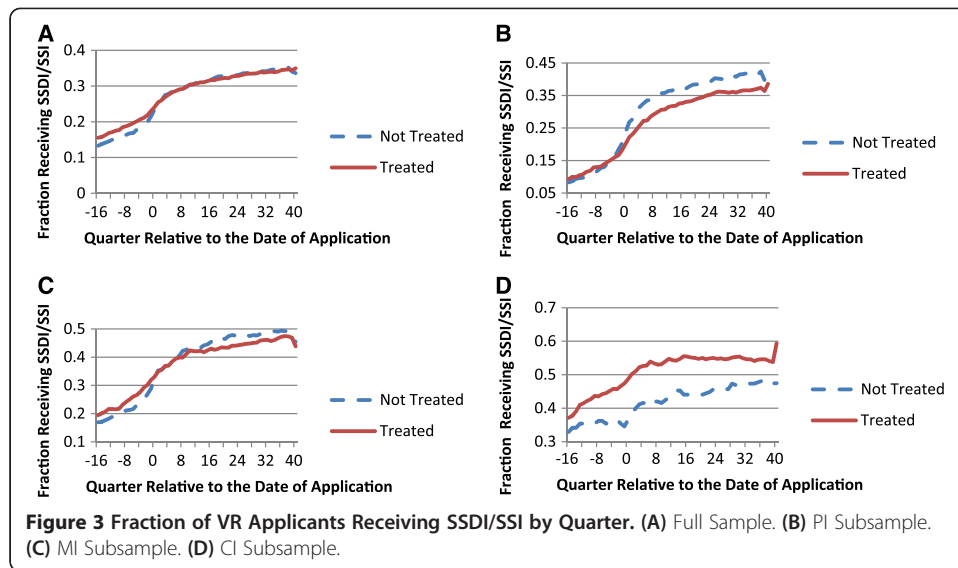 A
Fraction Receiving SSDI/SSI
0.4
0.3
0.2
0.1
0
-16 -8 0 8 16 24 32 40
Quarter Relative to the Date of Application
Not Treated
Treated
B
Fraction Receiving SSDI/SSI
0.45
0.35
0.25
0.15
0.05
-16 -8 0 8 16 24 32 40
Quarter Relative to the Date of Application
Not Treated
Treated
C
Fraction Receiving SSDI/SSI
0.5
0.4
0.3
0.2
0.1
-16 -8 0 8 16 24 32 40
Quarter Relative to the Date of Application
Not Treated
Treated
D
Fraction Receiving SSDI/SSI
0.7
0.6
0.5
0.4
0.3
-16 -8 0 8 16 24 32 40
Quarter Relative to the Date of Application
Not Treated
Treated
Figure 3 Fraction of VR Applicants Receiving SSDI/SSI by Quarter. (A) Full Sample. (B) PI Subsample.
(C) MI Subsample. (D) CI Subsample.